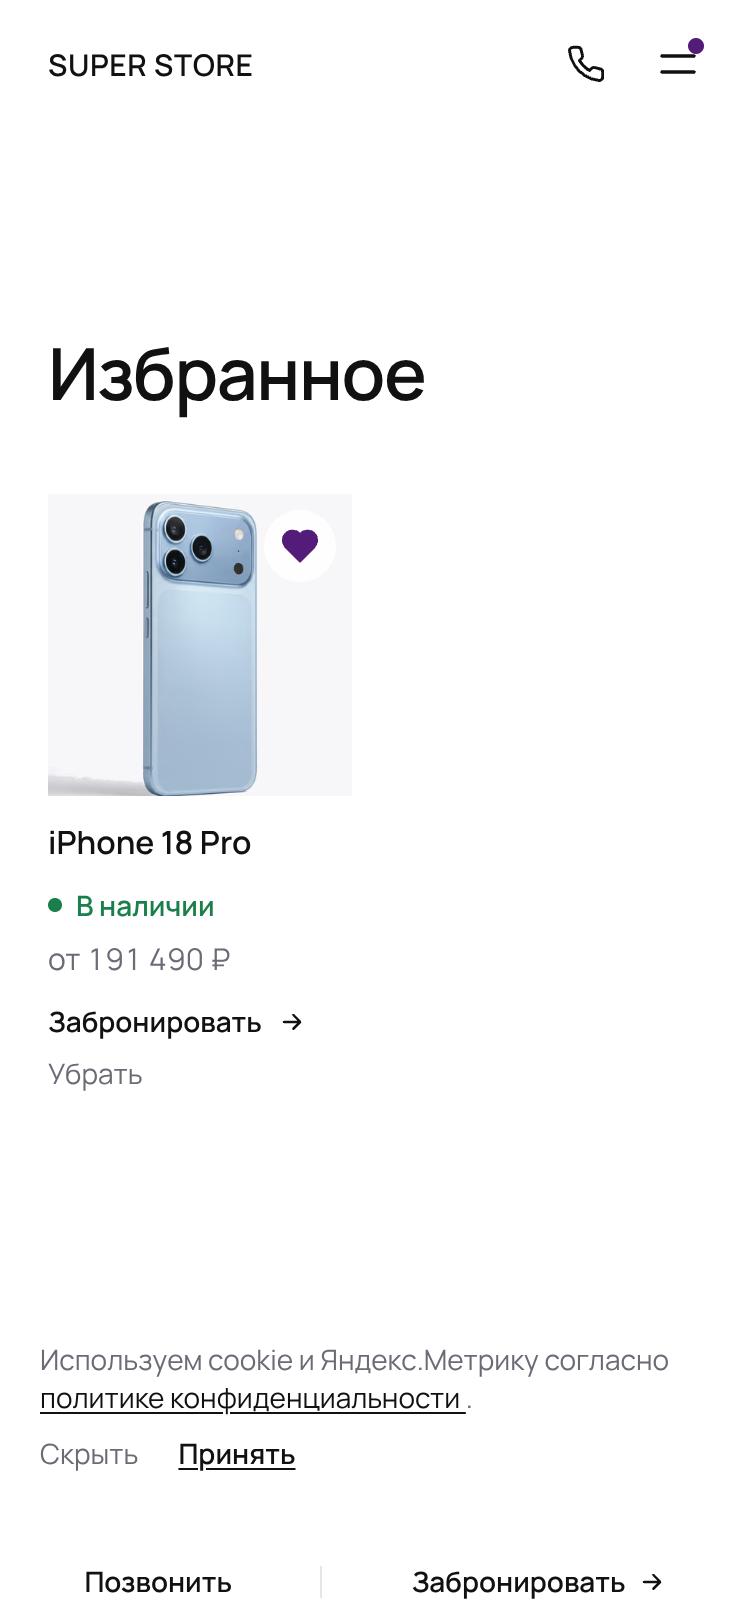 SUPER STORE
Избранное
iPhone 18 Pro
В наличии
от 191 490 ₽
Забронировать →
Убрать
Используем cookie и Яндекс.Метрику согласно
политике конфиденциальности .
Скрыть Принять
Позвонить Забронировать →